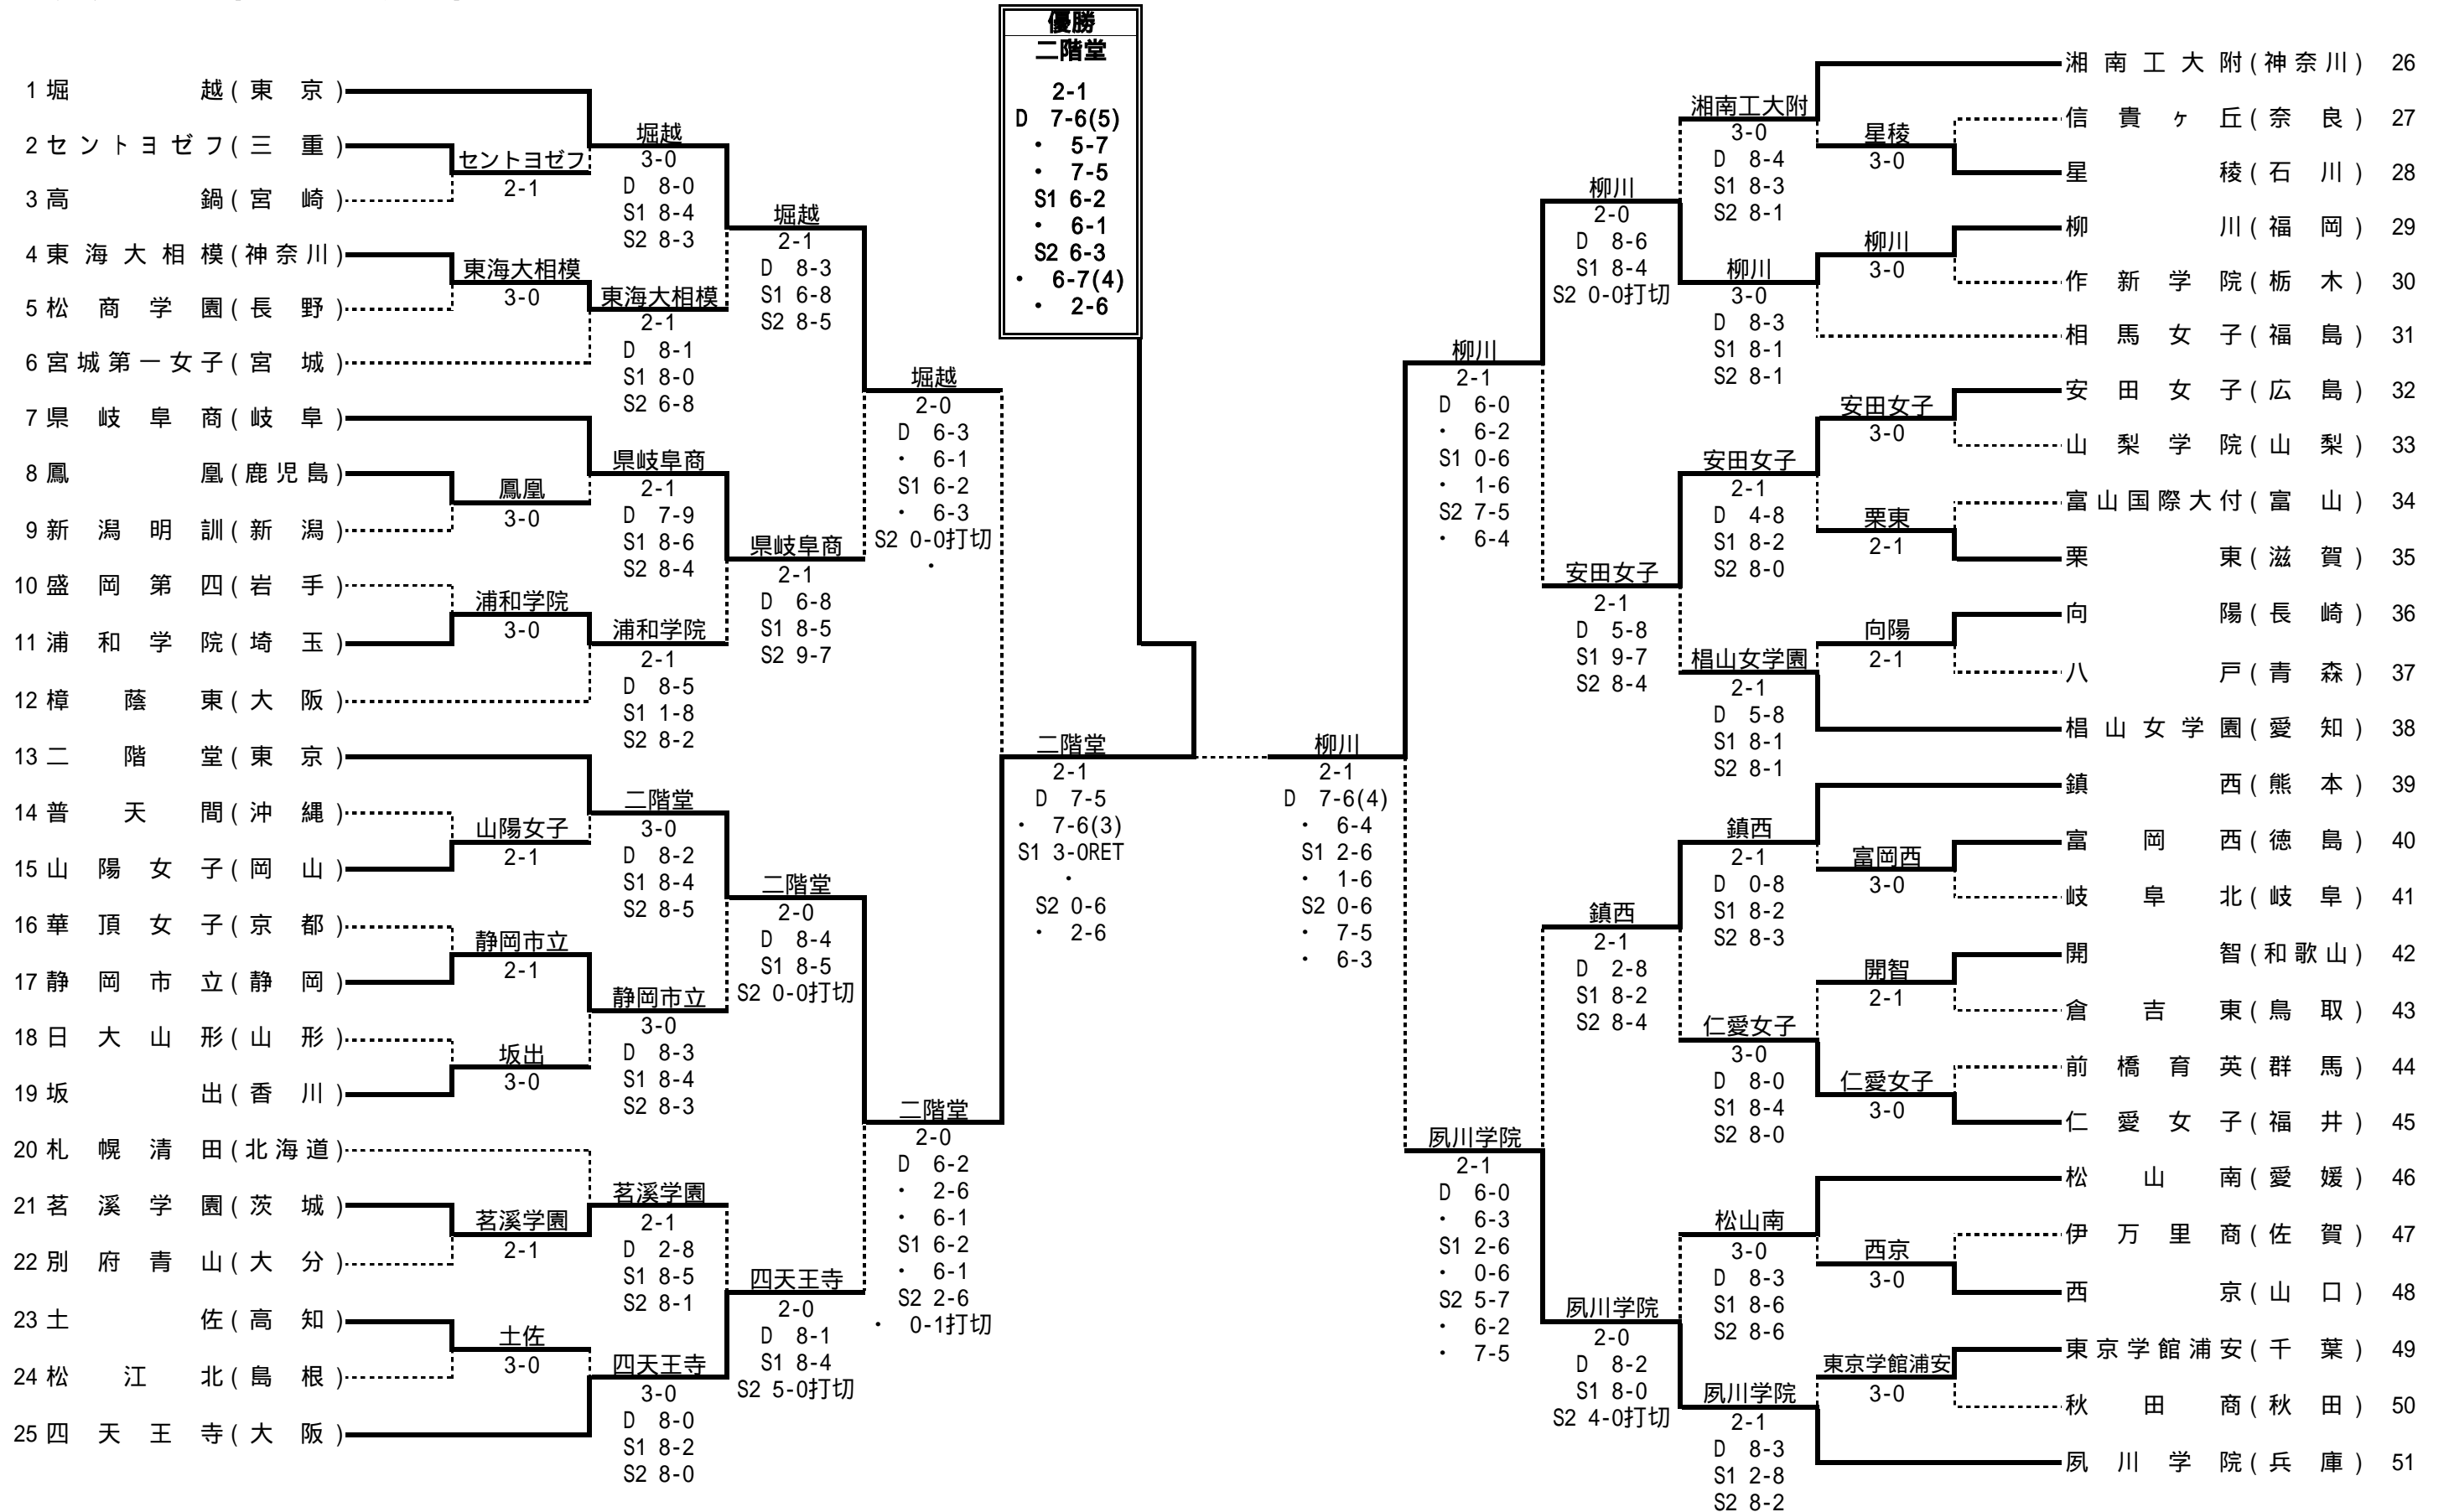 優勝
二階堂
2-1
D 7-6(5)
・ 5-7
・ 7-5
S1 6-2
・ 6-1
S2 6-3
・ 6-7(4)
・ 2-6
1 堀越(東京)
2 セントヨゼフ(三重)
3 高鍋(宮崎)
4 東海大相模(神奈川)
5 松商学園(長野)
6 宮城第一女子(宮城)
7 県岐阜商(岐阜)
8 鳳凰(鹿児島)
9 新潟明訓(新潟)
10 盛岡第四(岩手)
11 浦和学院(埼玉)
12 樟蔭東(大阪)
13 二階堂(東京)
14 普天間(沖縄)
15 山陽女子(岡山)
16 華頂女子(京都)
17 静岡市立(静岡)
18 日大山形(山形)
19 坂出(香川)
20 札幌清田(北海道)
21 茗溪学園(茨城)
22 別府青山(大分)
23 土佐(高知)
24 松江北(島根)
25 四天王寺(大阪)
セントヨゼフ
2-1
東海大相模
3-0
鳳凰
3-0
浦和学院
3-0
山陽女子
2-1
静岡市立
2-1
坂出
3-0
茗溪学園
2-1
土佐
3-0
堀越
3-0
D 8-0
S1 8-4
S2 8-3
東海大相模
2-1
D 8-1
S1 8-0
S2 6-8
県岐阜商
2-1
D 7-9
S1 8-6
S2 8-4
浦和学院
2-1
D 8-5
S1 1-8
S2 8-2
二階堂
3-0
D 8-2
S1 8-4
S2 8-5
静岡市立
3-0
D 8-3
S1 8-4
S2 8-3
茗溪学園
2-1
D 2-8
S1 8-5
S2 8-1
四天王寺
3-0
D 8-0
S1 8-2
S2 8-0
堀越
2-1
D 8-3
S1 6-8
S2 8-5
県岐阜商
2-1
D 6-8
S1 8-5
S2 9-7
二階堂
2-0
D 8-4
S1 8-5
S2 0-0打切
四天王寺
2-0
D 8-1
S1 8-4
S2 5-0打切
堀越
2-0
D 6-3
・ 6-1
S1 6-2
・ 6-3
S2 0-0打切
・
二階堂
2-0
D 6-2
・ 2-6
・ 6-1
S1 6-2
・ 6-1
S2 2-6
・ 0-1打切
二階堂
2-1
D 7-5
・ 7-6(3)
S1 3-0RET
・
S2 0-6
・ 2-6
柳川
2-1
D 7-6(4)
・ 6-4
S1 2-6
・ 1-6
S2 0-6
・ 7-5
・ 6-3
柳川
2-1
D 6-0
・ 6-2
S1 0-6
・ 1-6
S2 7-5
・ 6-4
夙川学院
2-1
D 6-0
・ 6-3
S1 2-6
・ 0-6
S2 5-7
・ 6-2
・ 7-5
柳川
2-0
D 8-6
S1 8-4
S2 0-0打切
安田女子
2-1
D 5-8
S1 9-7
S2 8-4
鎮西
2-1
D 2-8
S1 8-2
S2 8-4
夙川学院
2-0
D 8-2
S1 8-0
S2 4-0打切
湘南工大附
3-0
D 8-4
S1 8-3
S2 8-1
柳川
3-0
D 8-3
S1 8-1
S2 8-1
安田女子
2-1
D 4-8
S1 8-2
S2 8-0
椙山女学園
2-1
D 5-8
S1 8-1
S2 8-1
鎮西
2-1
D 0-8
S1 8-2
S2 8-3
仁愛女子
3-0
D 8-0
S1 8-4
S2 8-0
松山南
3-0
D 8-3
S1 8-6
S2 8-6
夙川学院
2-1
D 8-3
S1 2-8
S2 8-2
星稜
3-0
柳川
3-0
安田女子
3-0
栗東
2-1
向陽
2-1
富岡西
3-0
開智
2-1
仁愛女子
3-0
西京
3-0
東京学館浦安
3-0
湘南工大附(神奈川) 26
信貴ヶ丘(奈良) 27
星稜(石川) 28
柳川(福岡) 29
作新学院(栃木) 30
相馬女子(福島) 31
安田女子(広島) 32
山梨学院(山梨) 33
富山国際大付(富山) 34
栗東(滋賀) 35
向陽(長崎) 36
八戸(青森) 37
椙山女学園(愛知) 38
鎮西(熊本) 39
富岡西(徳島) 40
岐阜北(岐阜) 41
開智(和歌山) 42
倉吉東(鳥取) 43
前橋育英(群馬) 44
仁愛女子(福井) 45
松山南(愛媛) 46
伊万里商(佐賀) 47
西京(山口) 48
東京学館浦安(千葉) 49
秋田商(秋田) 50
夙川学院(兵庫) 51